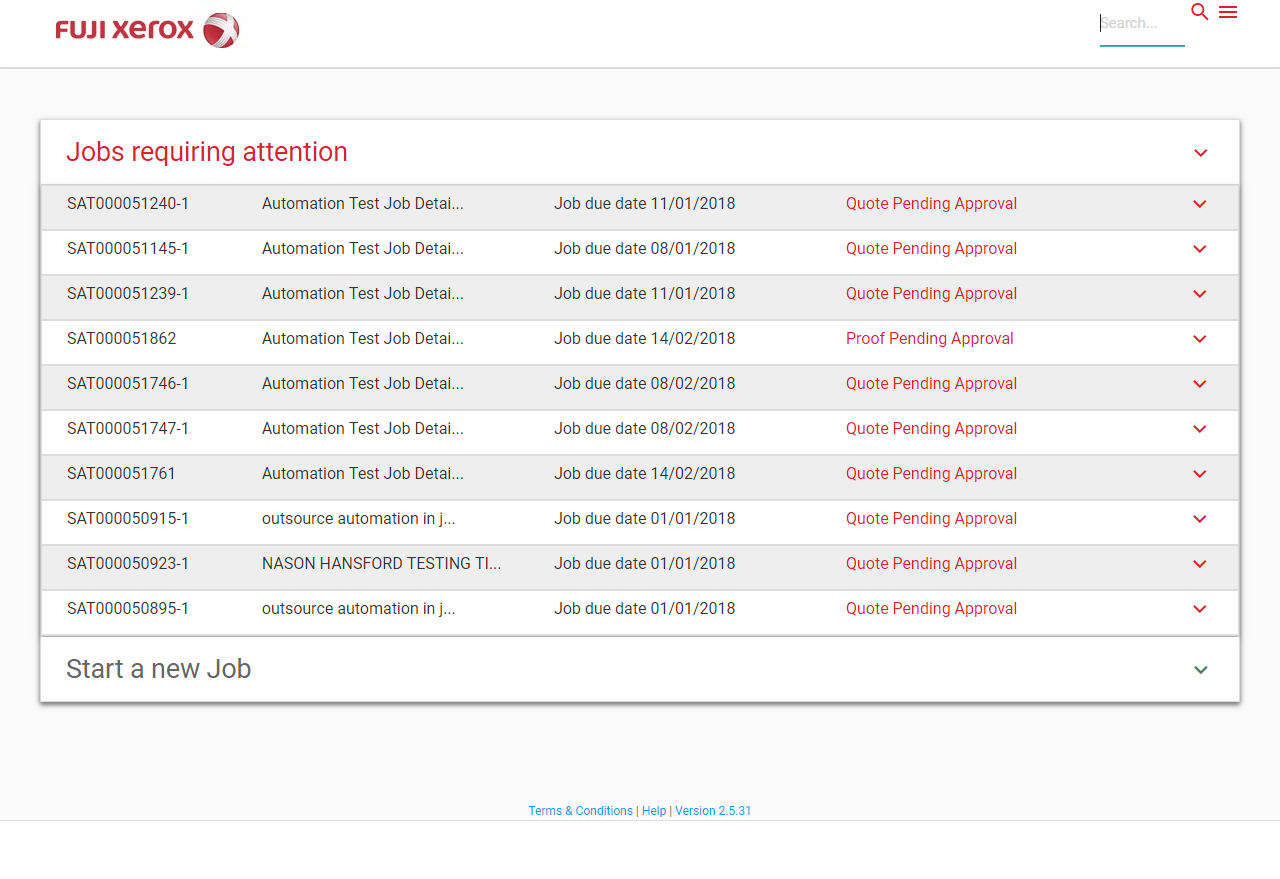 FUJI xerox
Search...
Jobs requiring attention
SAT000051240-1 Automation Test Job Detai... Job due date 11/01/2018 Quote Pending Approval
SAT000051145-1 Automation Test Job Detai... Job due date 08/01/2018 Quote Pending Approval
SAT000051239-1 Automation Test Job Detai... Job due date 11/01/2018 Quote Pending Approval
SAT000051862 Automation Test Job Detai... Job due date 14/02/2018 Proof Pending Approval
SAT000051746-1 Automation Test Job Detai... Job due date 08/02/2018 Quote Pending Approval
SAT000051747-1 Automation Test Job Detai... Job due date 08/02/2018 Quote Pending Approval
SAT000051761 Automation Test Job Detai... Job due date 14/02/2018 Quote Pending Approval
SAT000050915-1 outsource automation in j... Job due date 01/01/2018 Quote Pending Approval
SAT000050923-1 NASON HANSFORD TESTING TI... Job due date 01/01/2018 Quote Pending Approval
SAT000050895-1 outsource automation in j... Job due date 01/01/2018 Quote Pending Approval
Start a new Job
Terms & Conditions | Help | Version 2.5.31